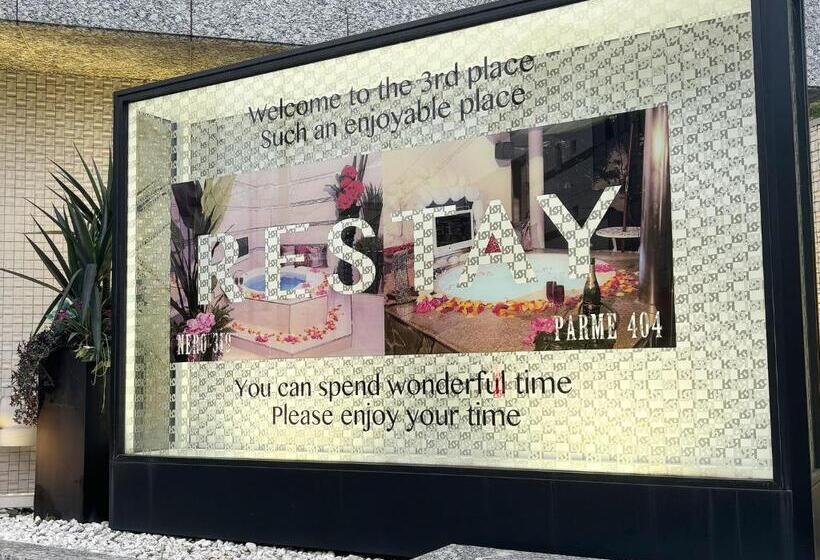 Welcome to the 3rd place
Such an enjoyable place
RESTAY
NERO 319
PARME 404
You can spend wonderful time
Please enjoy your time